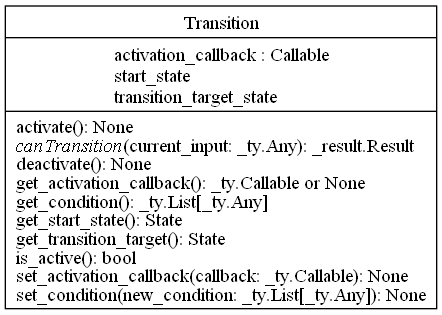 Transition
activation_callback : Callable
start_state
transition_target_state
activate(): None
canTransition(current_input: _ty.Any): _result.Result
deactivate(): None
get_activation_callback(): _ty.Callable or None
get_condition(): _ty.List[_ty.Any]
get_start_state(): State
get_transition_target(): State
is_active(): bool
set_activation_callback(callback: _ty.Callable): None
set_condition(new_condition: _ty.List[_ty.Any]): None